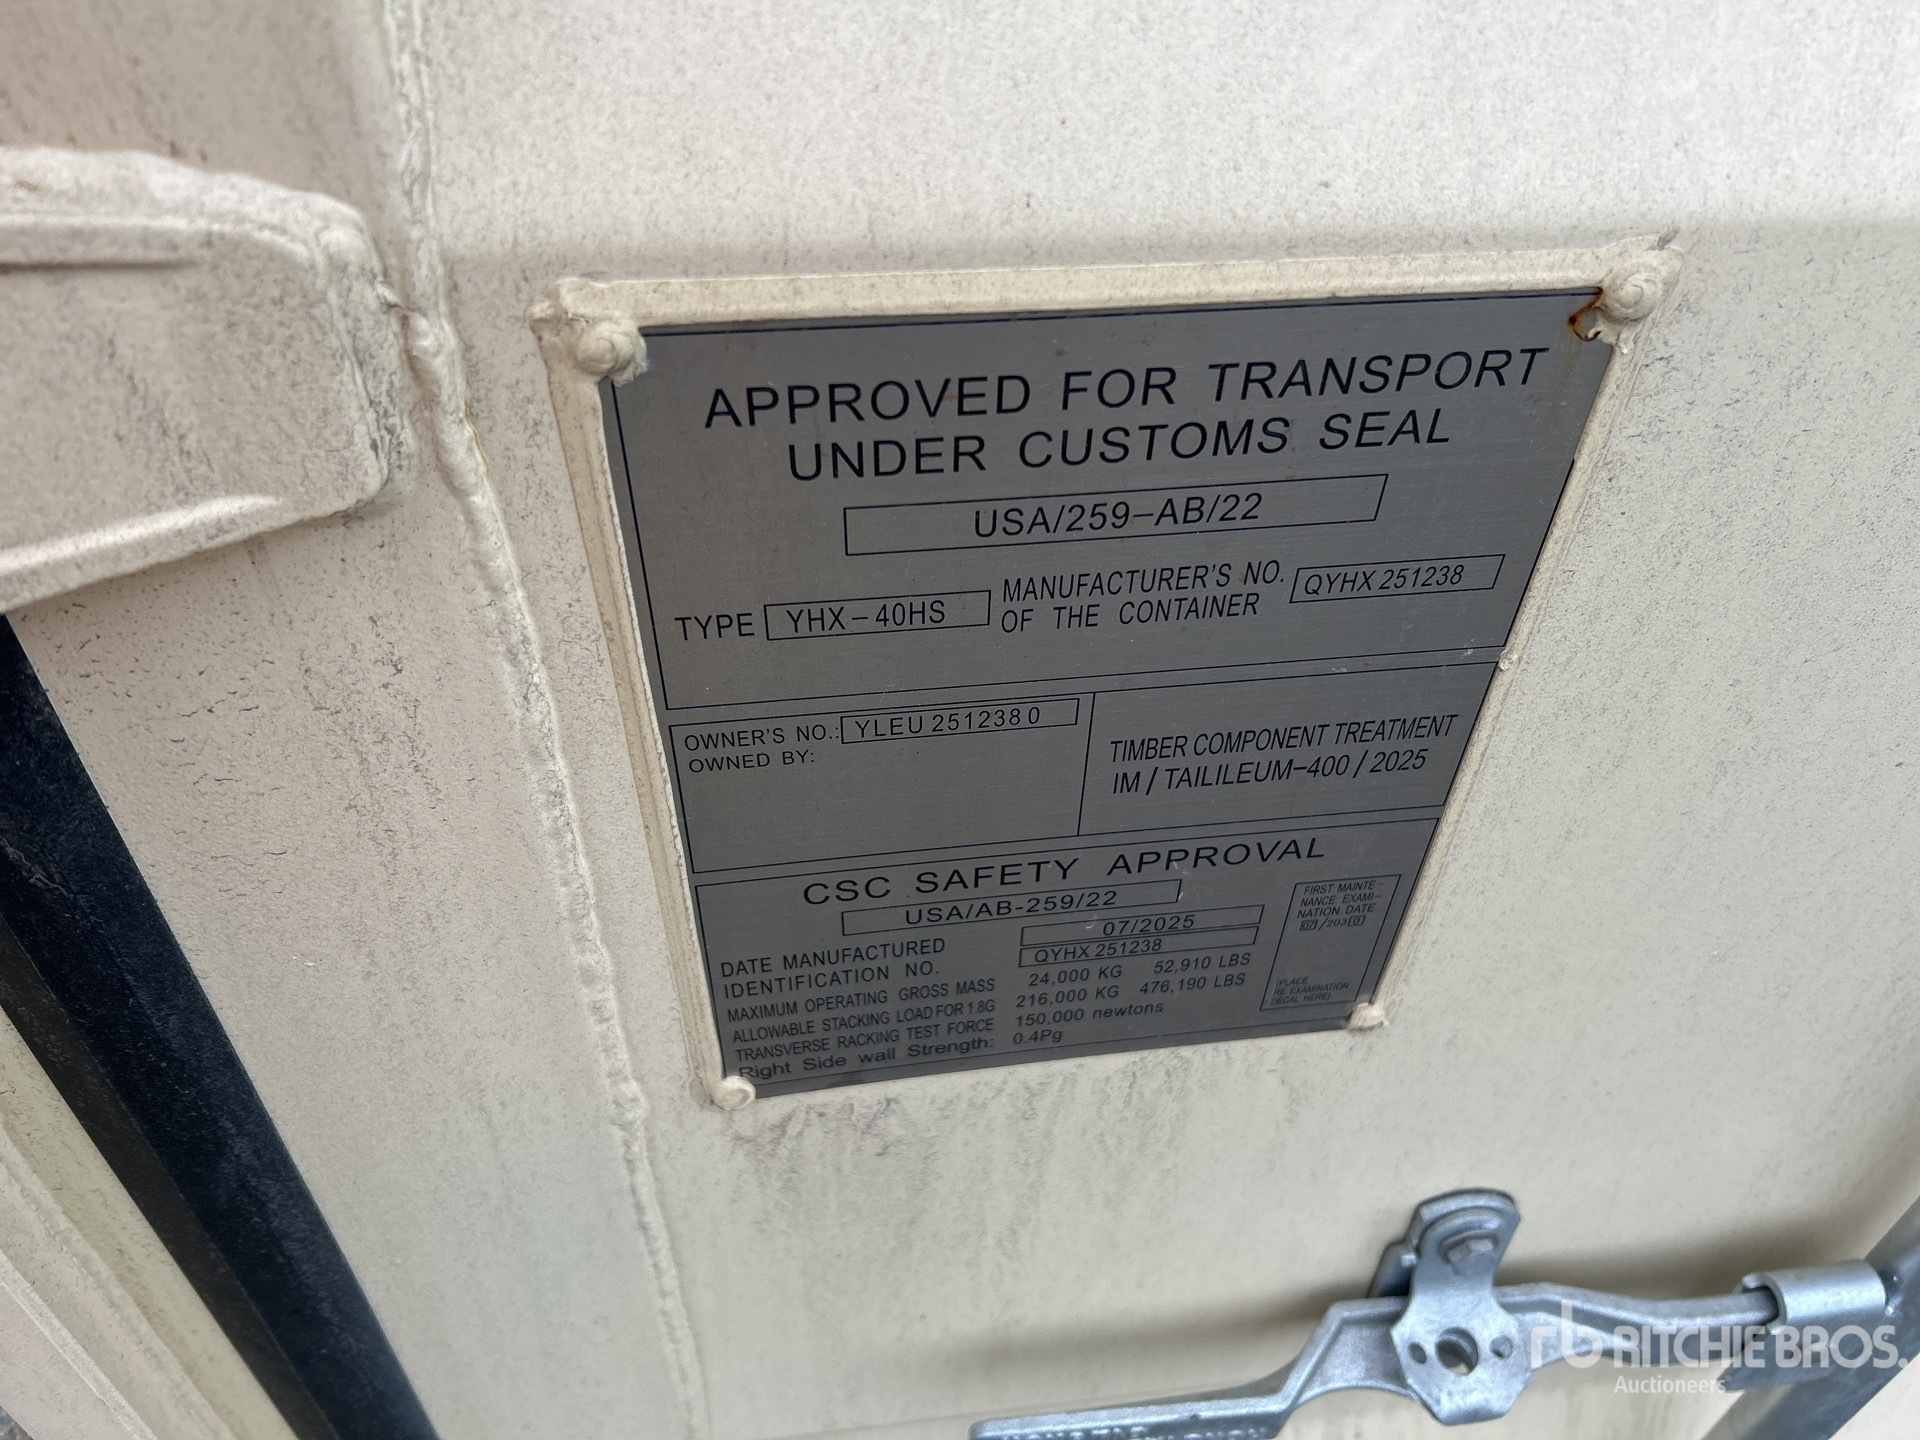 APPROVED FOR TRANSPORT
UNDER CUSTOMS SEAL
USA/259-AB/22
TYPE YHX-40HS MANUFACTURER'S NO. OF THE CONTAINER QYHX 251238
OWNER'S NO.: YLEU 2512380
OWNED BY:
TIMBER COMPONENT TREATMENT
IM / TAILILEUM-400 / 2025
CSC SAFETY APPROVAL
USA/AB-259/22
DATE MANUFACTURED 07/2025
IDENTIFICATION NO. QYHX 251238
MAXIMUM OPERATING GROSS MASS 24,000 KG 52,910 LBS
ALLOWABLE STACKING LOAD FOR 1.8G 216,000 KG 476,190 LBS
TRANSVERSE RACKING TEST FORCE 150,000 newtons
Right Side wall Strength: 0.4Pg
FIRST MAINTE-
NANCE EXAMI-
NATION DATE
07/2030
(PLACE
RE EXAMINATION
DECAL HERE)
rb RITCHIE BROS.
Auctioneers